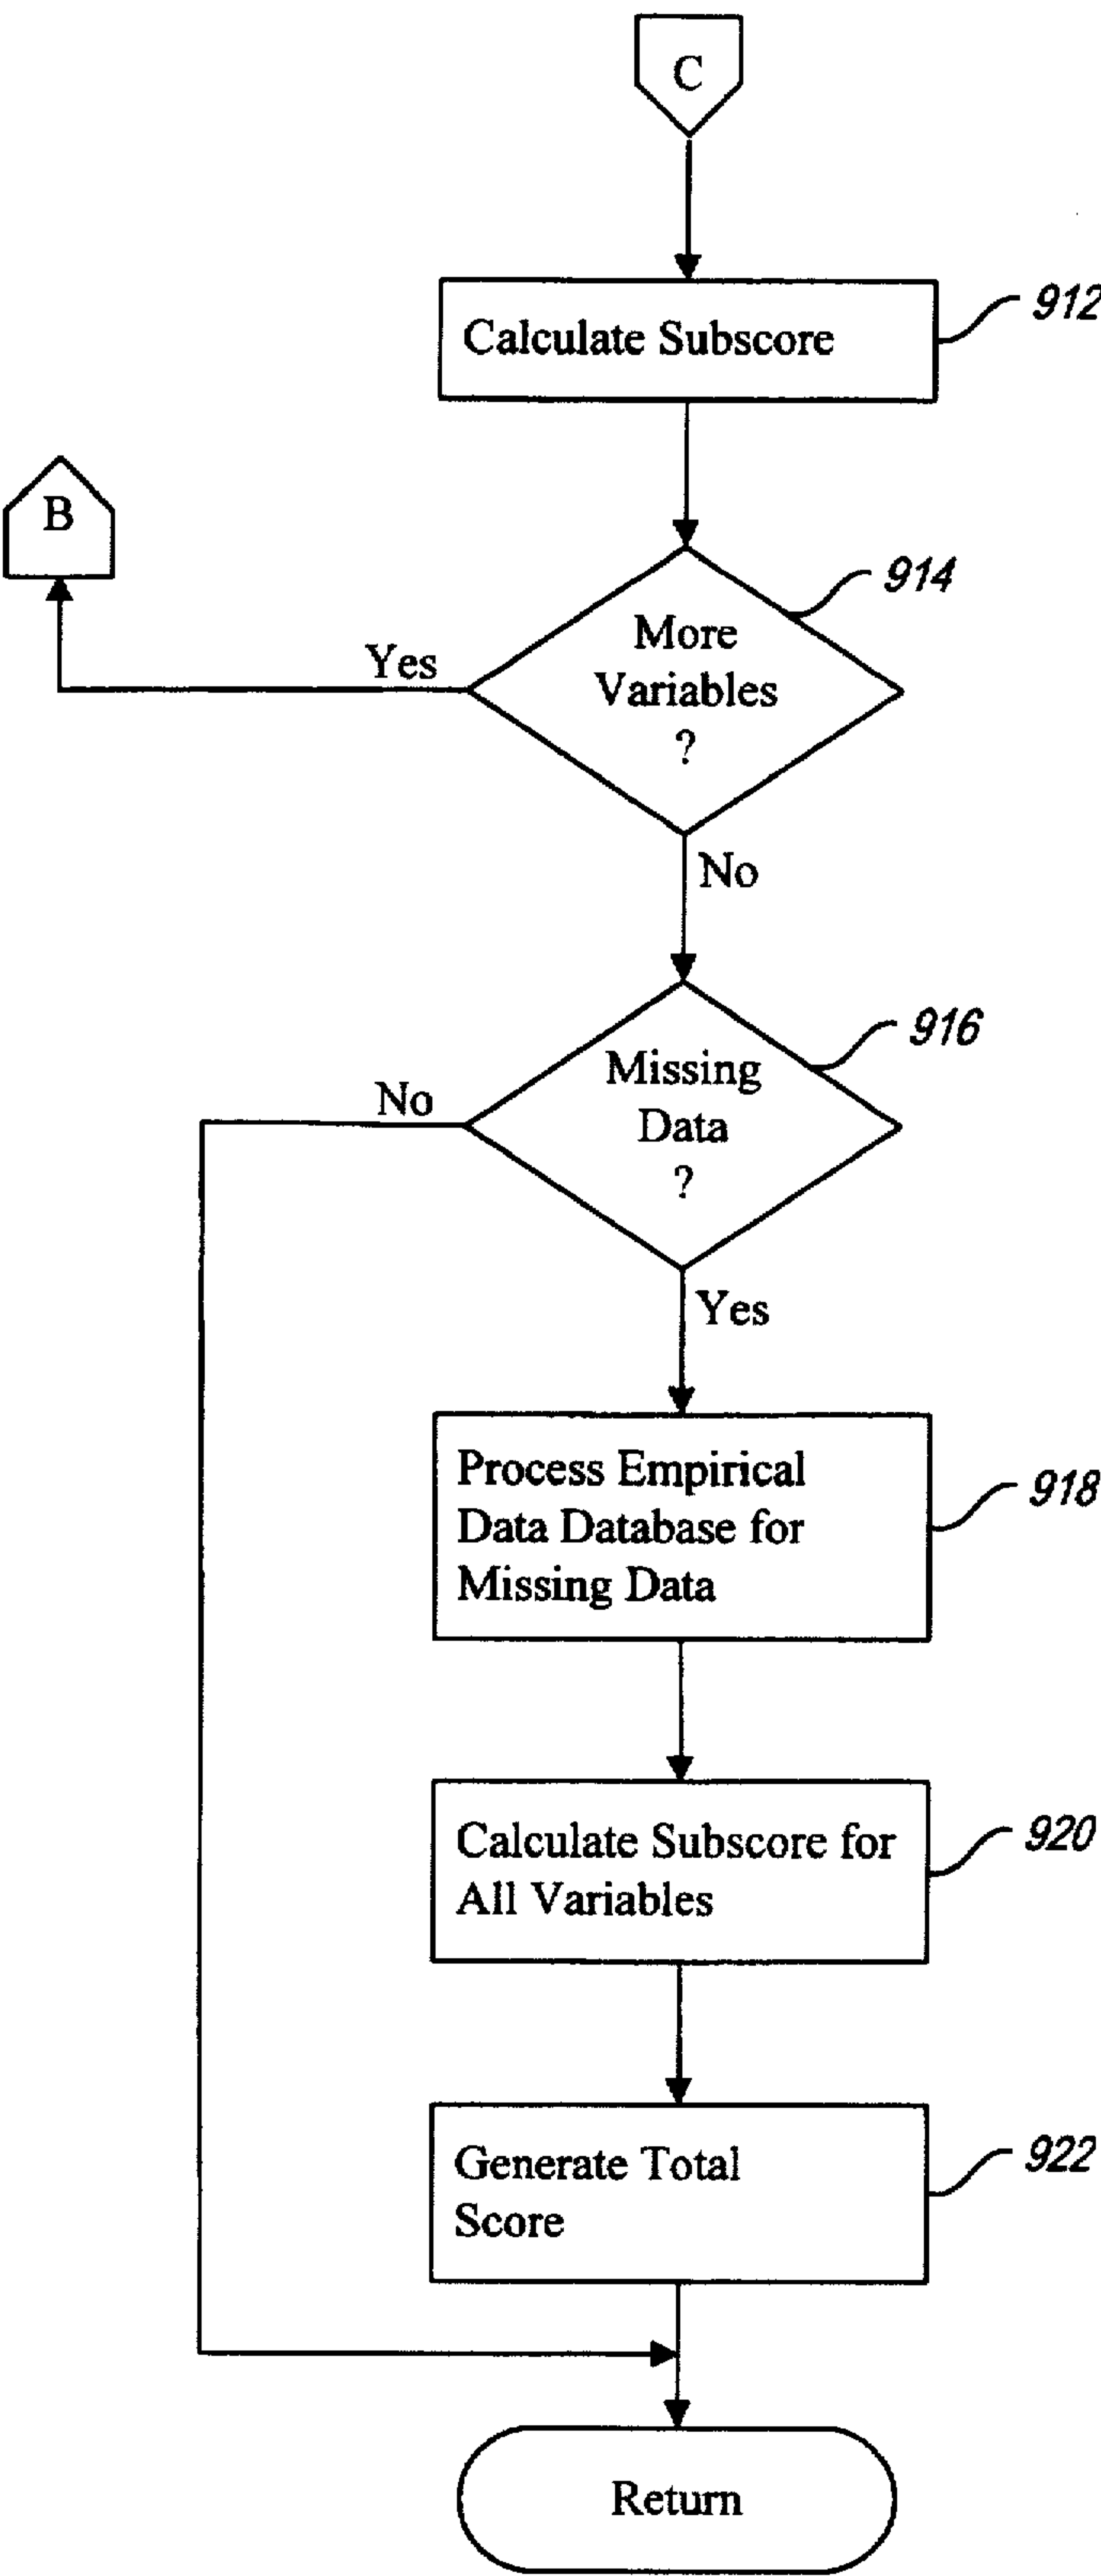 C
Calculate Subscore
912
B
914
More
Variables
?
Yes
No
916
Missing
Data
?
No
Yes
Process Empirical
Data Database for
Missing Data
918
Calculate Subscore for
All Variables
920
Generate Total
Score
922
Return